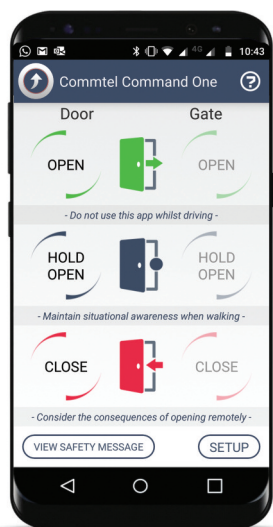 4G 10:43
Commtel Command One ?
Door Gate
OPEN OPEN
- Do not use this app whilst driving -
HOLD OPEN HOLD OPEN
- Maintain situational awareness when walking -
CLOSE CLOSE
- Consider the consequences of opening remotely -
VIEW SAFETY MESSAGE SETUP